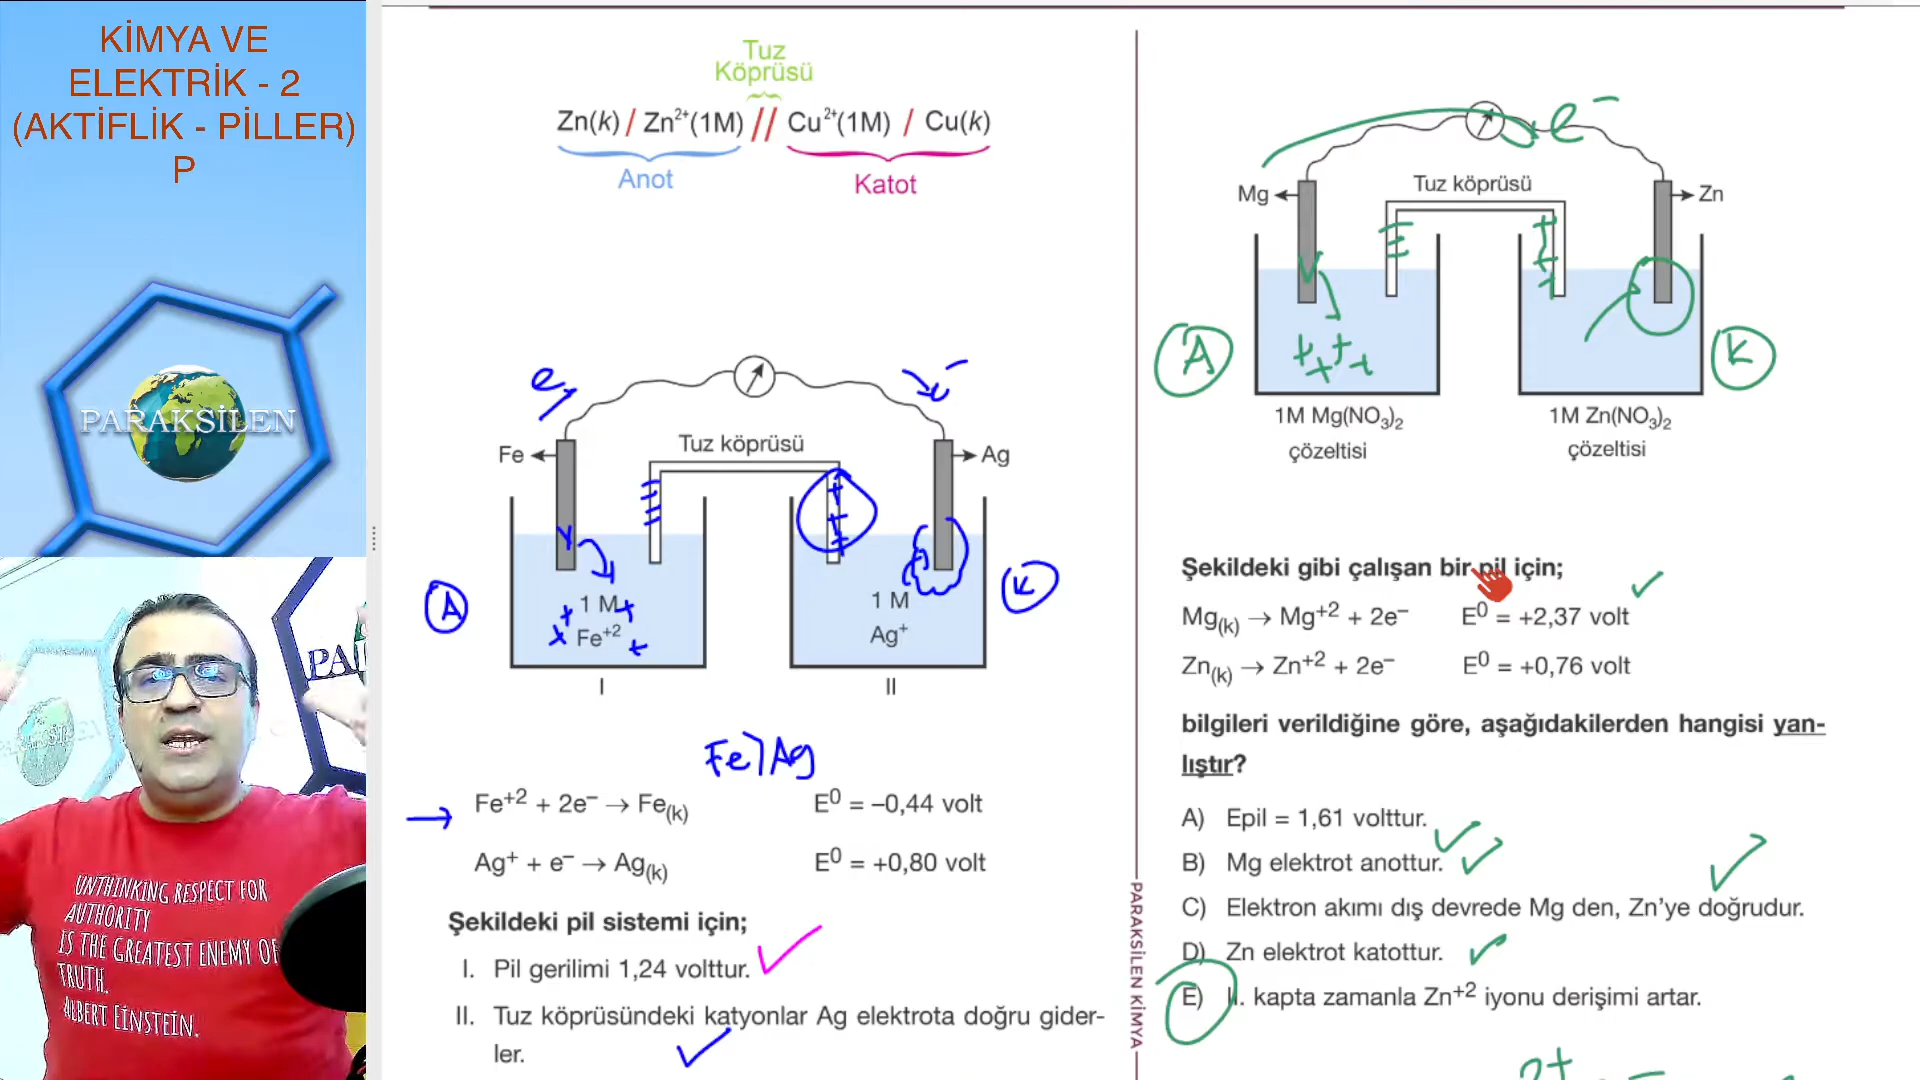 KİMYA VE
ELEKTRİK - 2
(AKTİFLİK - PİLLER)
P
PARAKSİLEN
UNTHINKING RESPECT FOR
AUTHORITY
IS THE GREATEST ENEMY OF
TRUTH.
ALBERT EİNSTEİN.
Tuz
Köprüsü
Zn(k) / Zn²⁺(1M) // Cu²⁺(1M) / Cu(k)
Anot
Katot
e⁻
Fe
Tuz köprüsü
Ag
A
K
1 M
Fe⁺²
1 M
Ag⁺
I
II
Fe > Ag
Fe⁺² + 2e⁻ → Fe(k) E⁰ = –0,44 volt
Ag⁺ + e⁻ → Ag(k) E⁰ = +0,80 volt
Şekildeki pil sistemi için;
I. Pil gerilimi 1,24 volttur.
II. Tuz köprüsündeki katyonlar Ag elektrota doğru gider-
ler.
PARAKSİLEN KİMYA
e⁻
Mg
Tuz köprüsü
Zn
A
K
1M Mg(NO₃)₂
çözeltisi
1M Zn(NO₃)₂
çözeltisi
Şekildeki gibi çalışan bir pil için;
Mg(k) → Mg⁺² + 2e⁻ E⁰ = +2,37 volt
Zn(k) → Zn⁺² + 2e⁻ E⁰ = +0,76 volt
bilgileri verildiğine göre, aşağıdakilerden hangisi yan-
lıştır?
A) Epil = 1,61 volttur.
B) Mg elektrot anottur.
C) Elektron akımı dış devrede Mg den, Zn'ye doğrudur.
D) Zn elektrot katottur.
E) II. kapta zamanla Zn⁺² iyonu derişimi artar.